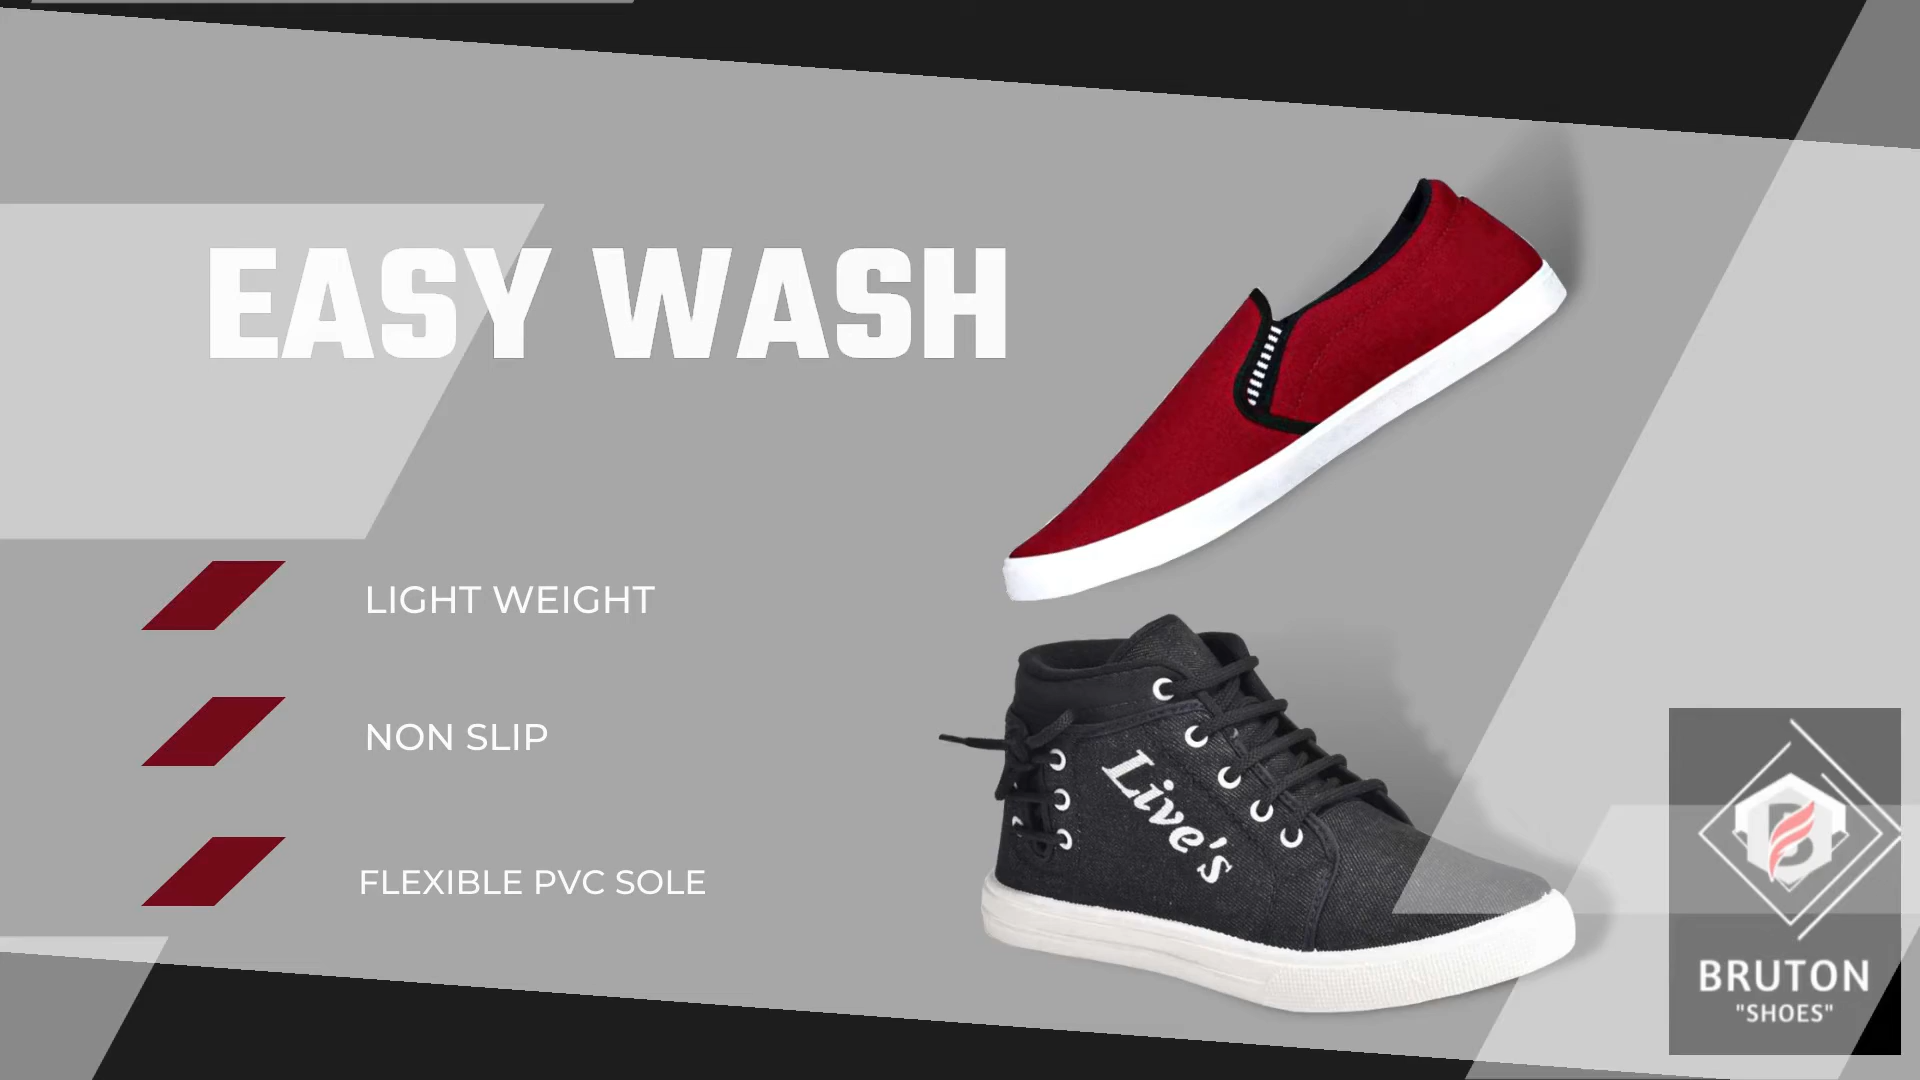 EASY WASH
LIGHT WEIGHT
NON SLIP
FLEXIBLE PVC SOLE
Live's
B
BRUTON
"SHOES"